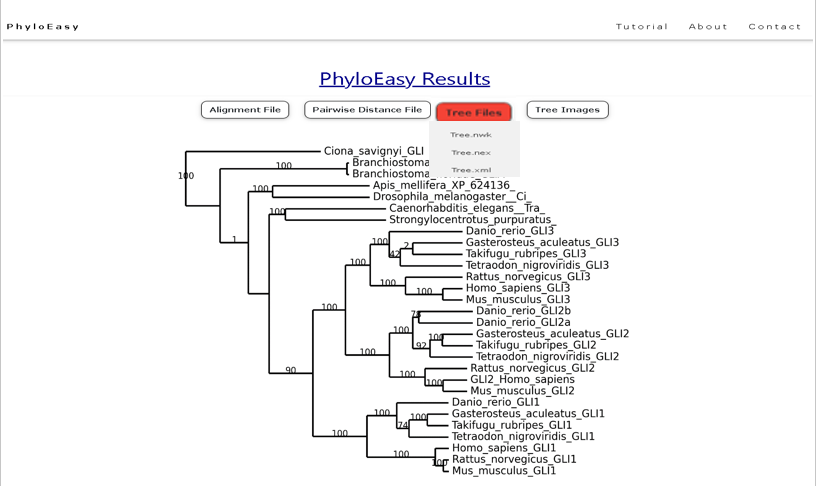 PhyloEasy
Tutorial About Contact
PhyloEasy Results
Alignment File
Pairwise Distance File
Tree Files
Tree Images
Tree.nwk
Tree.nex
Tree.xml
Ciona_savignyi_GLI
100
100
Branchiostoma
Branchiostoma
100
Apis_mellifera_XP_624136_
Drosophila_melanogaster__Ci_
100
Caenorhabditis_elegans__Tra_
Strongylocentrotus_purpuratus_
1
Danio_rerio_GLI3
100
2
Gasterosteus_aculeatus_GLI3
42
Takifugu_rubripes_GLI3
100
Tetraodon_nigroviridis_GLI3
Rattus_norvegicus_GLI3
100
Homo_sapiens_GLI3
100
Mus_musculus_GLI3
100
Danio_rerio_GLI2b
Danio_rerio_GLI2a
100
Gasterosteus_aculeatus_GLI2
100
Takifugu_rubripes_GLI2
92
100
Tetraodon_nigroviridis_GLI2
Rattus_norvegicus_GLI2
90
100
GLI2_Homo_sapiens
100
Mus_musculus_GLI2
Danio_rerio_GLI1
100
Gasterosteus_aculeatus_GLI1
100
Takifugu_rubripes_GLI1
74
100
Tetraodon_nigroviridis_GLI1
Homo_sapiens_GLI1
100
Rattus_norvegicus_GLI1
100
Mus_musculus_GLI1